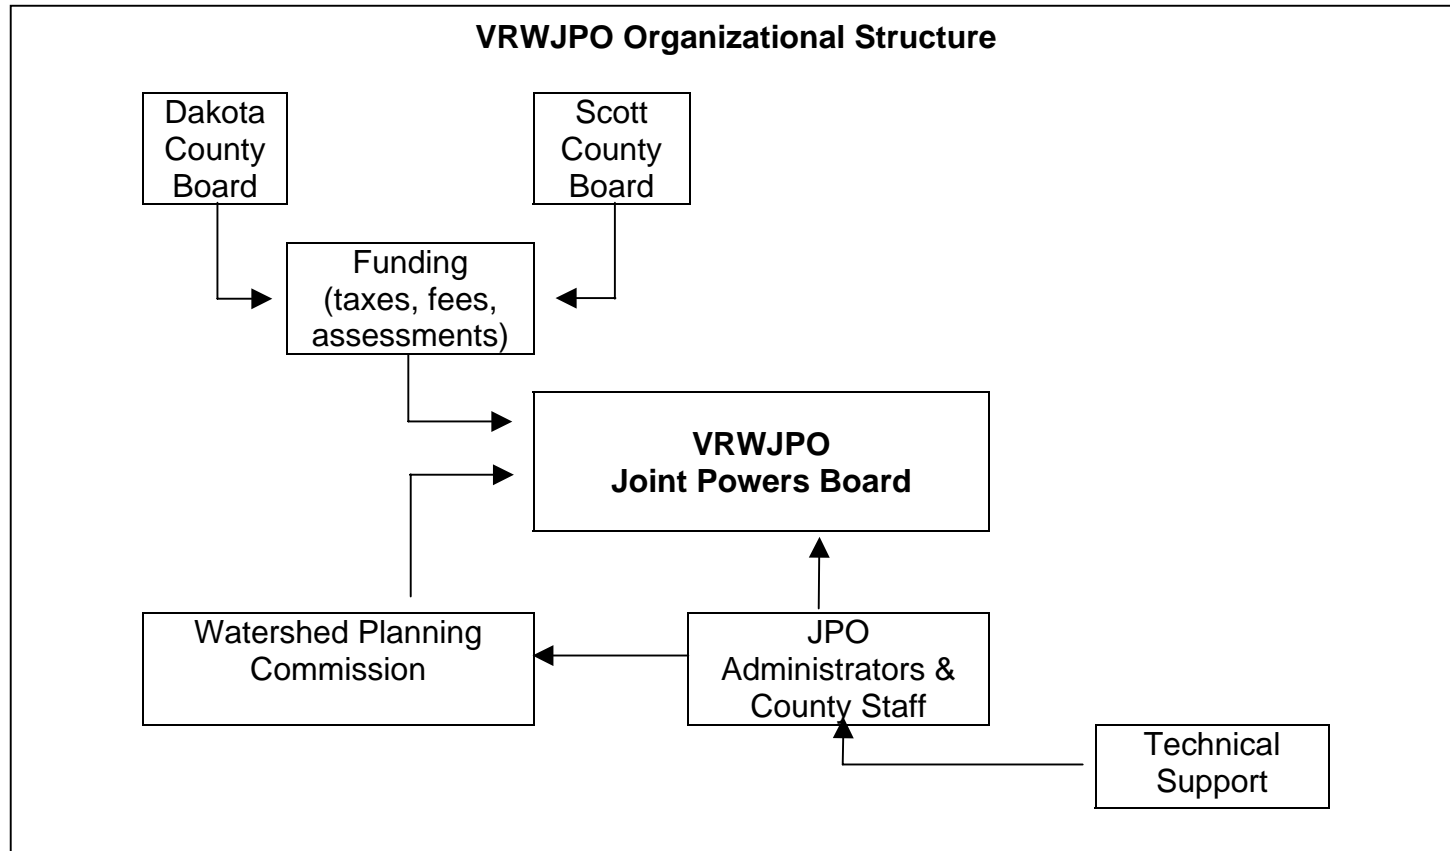 VRWJPO Organizational Structure
Dakota
County
Board
Scott
County
Board
Funding
(taxes, fees,
assessments)
VRWJPO
Joint Powers Board
Watershed Planning
Commission
JPO
Administrators &
County Staff
Technical
Support